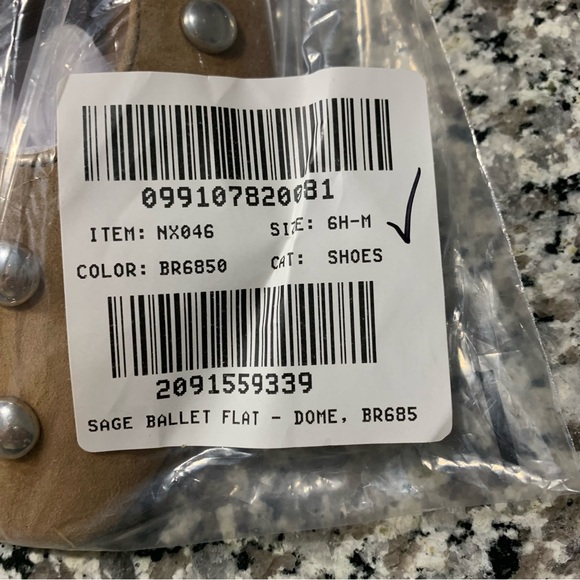 099107820081
ITEM: NX046 SIZE: 6H-M
COLOR: BR6850 CAT: SHOES
2091559339
SAGE BALLET FLAT - DOME, BR685